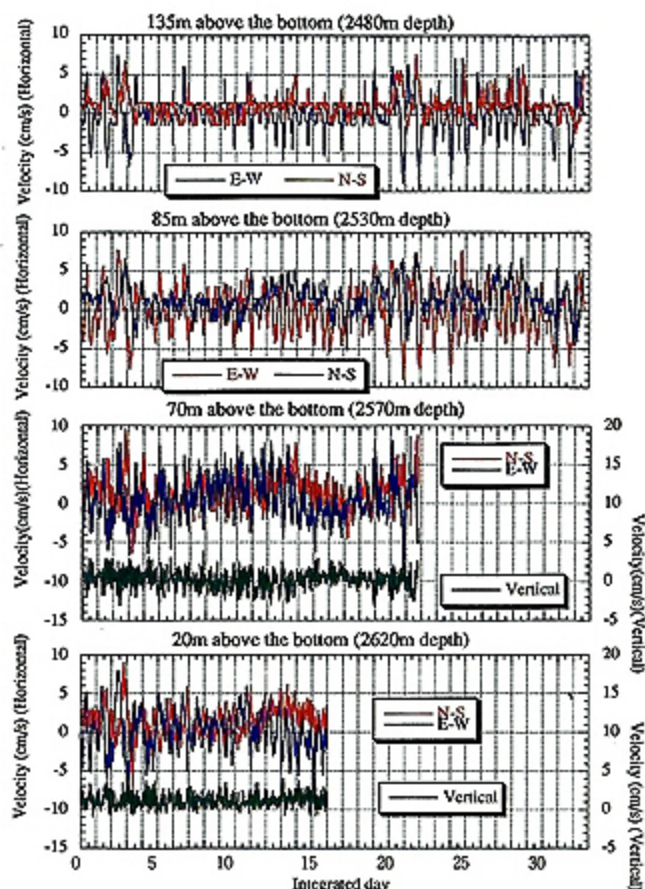 135m above the bottom (2480m depth)
Velocity (cm/s) (Horizontal)
10
5
0
-5
-10
E-W N-S
85m above the bottom (2530m depth)
Velocity (cm/s) (Horizontal)
10
5
0
-5
-10
E-W N-S
70m above the bottom (2570m depth)
Velocity(cm/s)(Horizontal)
10
5
0
-5
-10
-15
N-S
E-W
Vertical
20
15
10
5
0
-5
Velocity(cm/s)(Vertical)
20m above the bottom (2620m depth)
Velocity (cm/s) (Horizontal)
10
5
0
-5
-10
-15
N-S
E-W
Vertical
20
15
10
5
0
-5
Velocity (cm/s) (Vertical)
0 5 10 15 20 25 30
Integrated day